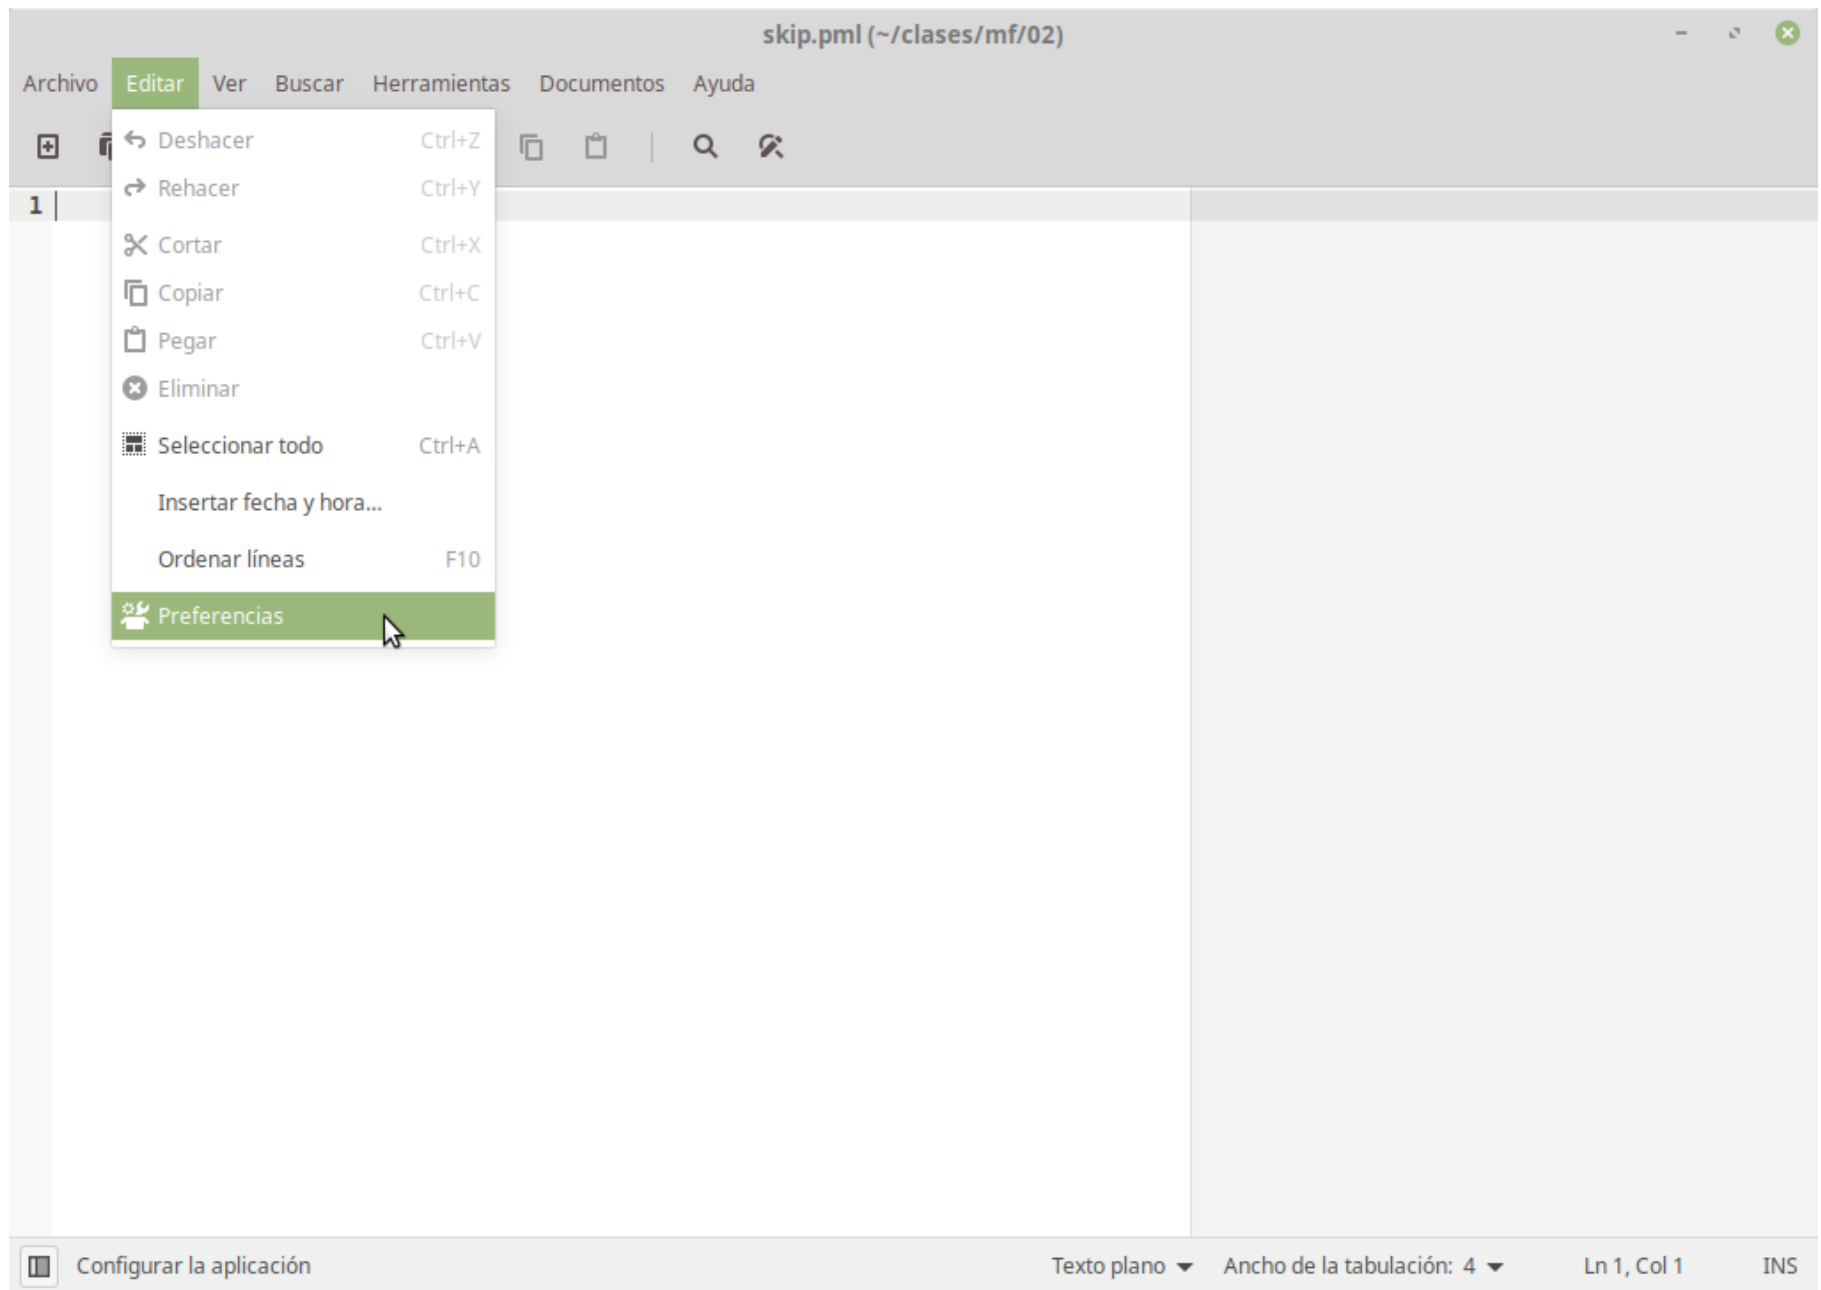 skip.pml (~/clases/mf/02)
Archivo Editar Ver Buscar Herramientas Documentos Ayuda
Deshacer Ctrl+Z
Rehacer Ctrl+Y
1
Cortar Ctrl+X
Copiar Ctrl+C
Pegar Ctrl+V
Eliminar
Seleccionar todo Ctrl+A
Insertar fecha y hora...
Ordenar líneas F10
Preferencias
Configurar la aplicación Texto plano Ancho de la tabulación: 4 Ln 1, Col 1 INS